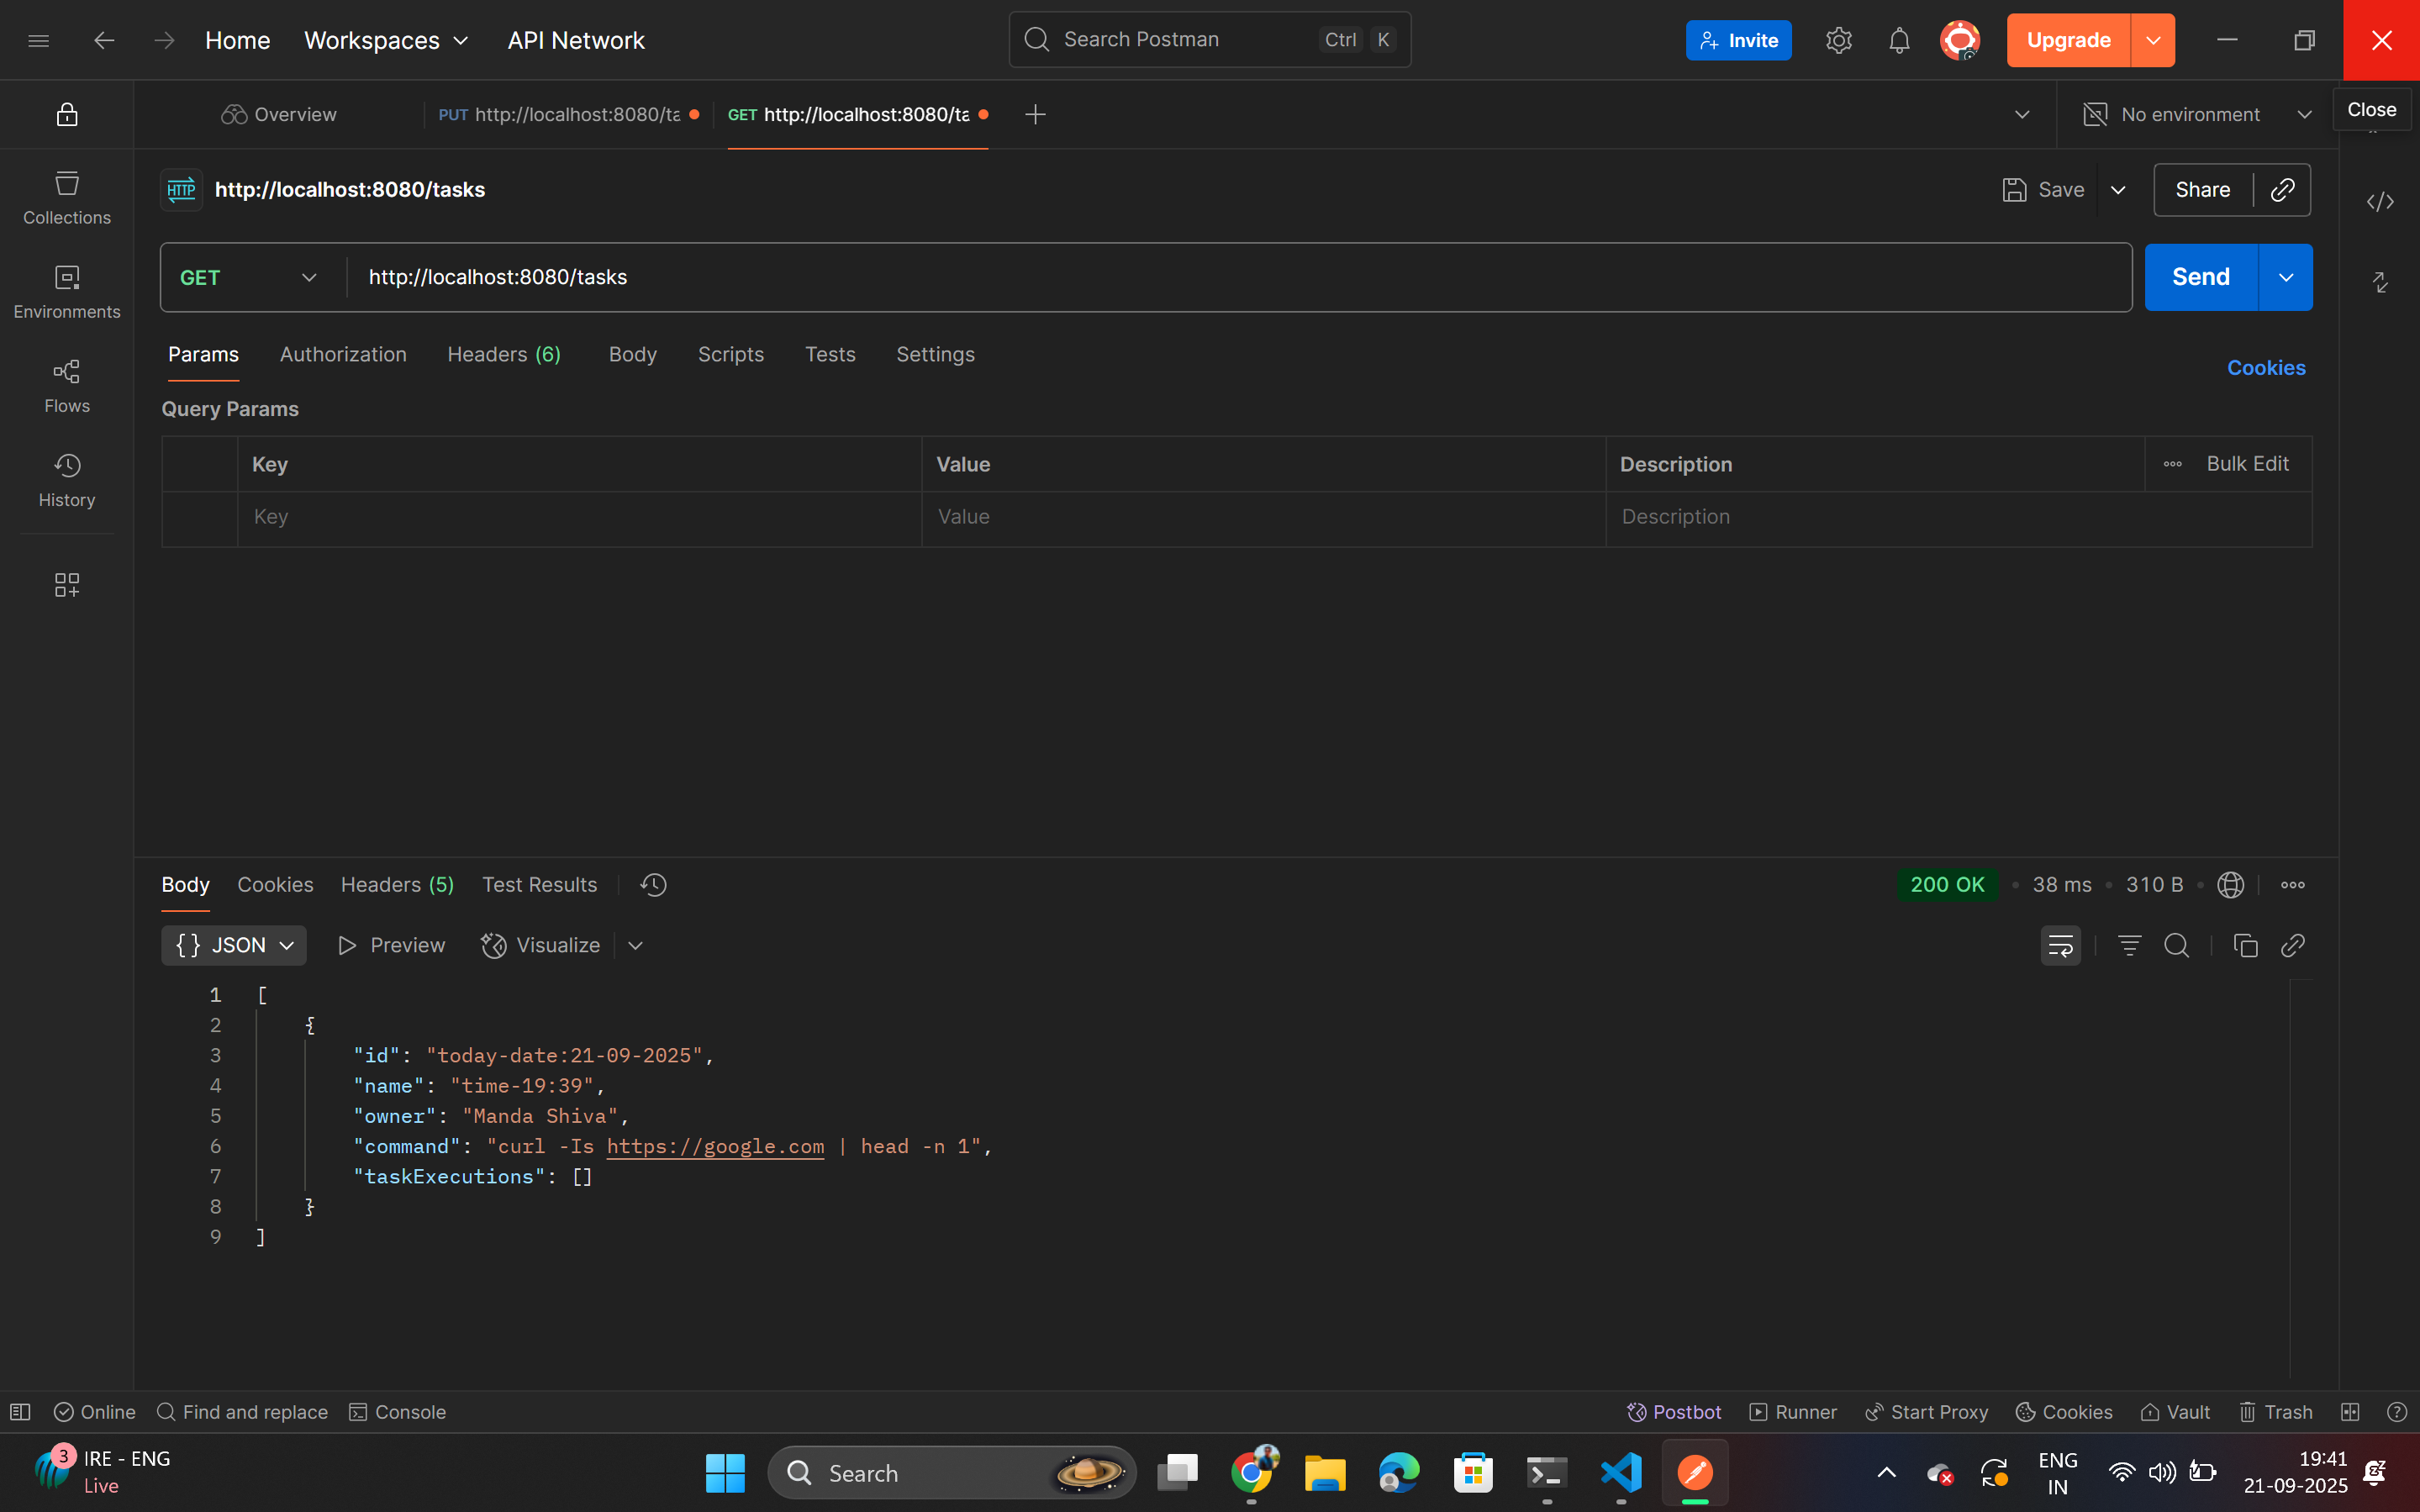 Home Workspaces API Network Search Postman Ctrl K Invite Upgrade
Overview PUT http://localhost:8080/ta GET http://localhost:8080/ta No environment Close
HTTP http://localhost:8080/tasks Save Share
Collections
GET http://localhost:8080/tasks Send
Environments
Params Authorization Headers (6) Body Scripts Tests Settings Cookies
Flows
Query Params
Key Value Description Bulk Edit
History
Key Value Description
Body Cookies Headers (5) Test Results 200 OK • 38 ms • 310 B •
{} JSON Preview Visualize
1 [
2 {
3 "id": "today-date:21-09-2025",
4 "name": "time-19:39",
5 "owner": "Manda Shiva",
6 "command": "curl -Is https://google.com | head -n 1",
7 "taskExecutions": []
8 }
9 ]
Online Find and replace Console Postbot Runner Start Proxy Cookies Vault Trash
3 IRE - ENG
Live
Search
ENG
IN
19:41
21-09-2025